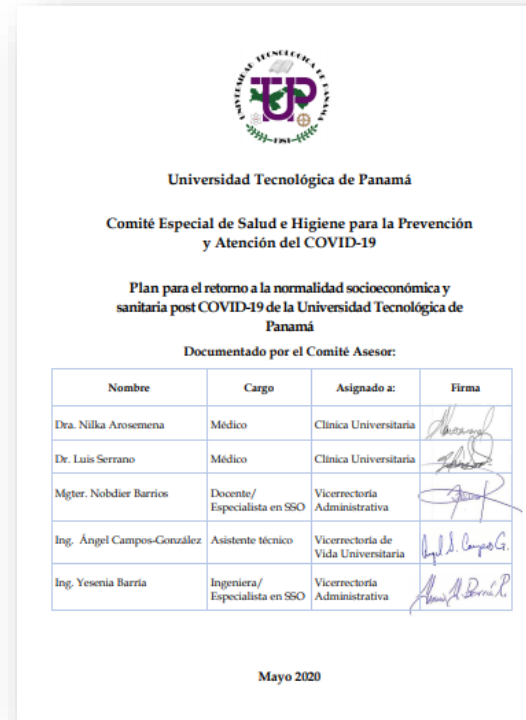 UNIVERSIDAD TECNOLÓGICA DE PANAMÁ
UTP
1981
Universidad Tecnológica de Panamá
Comité Especial de Salud e Higiene para la Prevención
y Atención del COVID-19
Plan para el retorno a la normalidad socioeconómica y
sanitaria post COVID-19 de la Universidad Tecnológica de
Panamá
Documentado por el Comité Asesor:
Nombre Cargo Asignado a: Firma
Dra. Nilka Arosemena Médico Clínica Universitaria
Dr. Luis Serrano Médico Clínica Universitaria
Mgter. Nobdier Barrios Docente/ Vicerrectoría
Especialista en SSO Administrativa
Ing. Ángel Campos-González Asistente técnico Vicerrectoría de
Vida Universitaria
Ing. Yesenia Barría Ingeniera/ Vicerrectoría
Especialista en SSO Administrativa
Mayo 2020